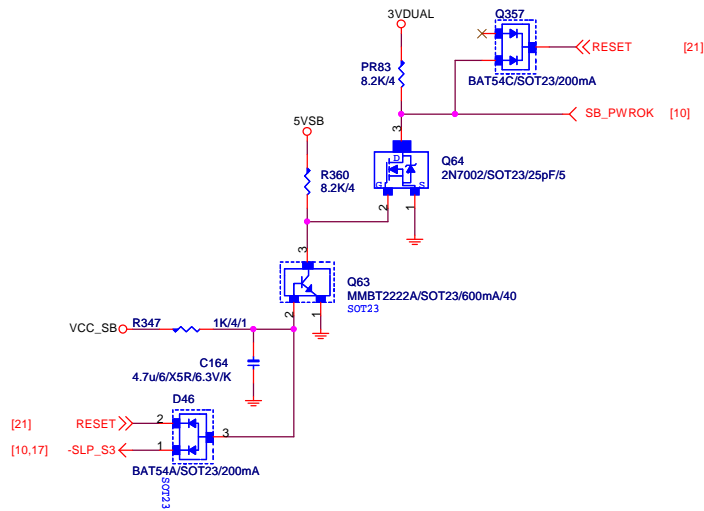 3VDUAL
Q357
RESET [21]
BAT54C/SOT23/200mA
PR83
8.2K/4
SB_PWROK [10]
3
5VSB
D
G
S
Q64
2N7002/SOT23/25pF/5
R360
8.2K/4
2
1
3
Q63
MMBT2222A/SOT23/600mA/40
SOT23
2
1
VCC_SB
R347
1K/4/1
C164
4.7u/6/X5R/6.3V/K
D46
[21] RESET
2
3
[10,17] -SLP_S3
1
BAT54A/SOT23/200mA
SOT23